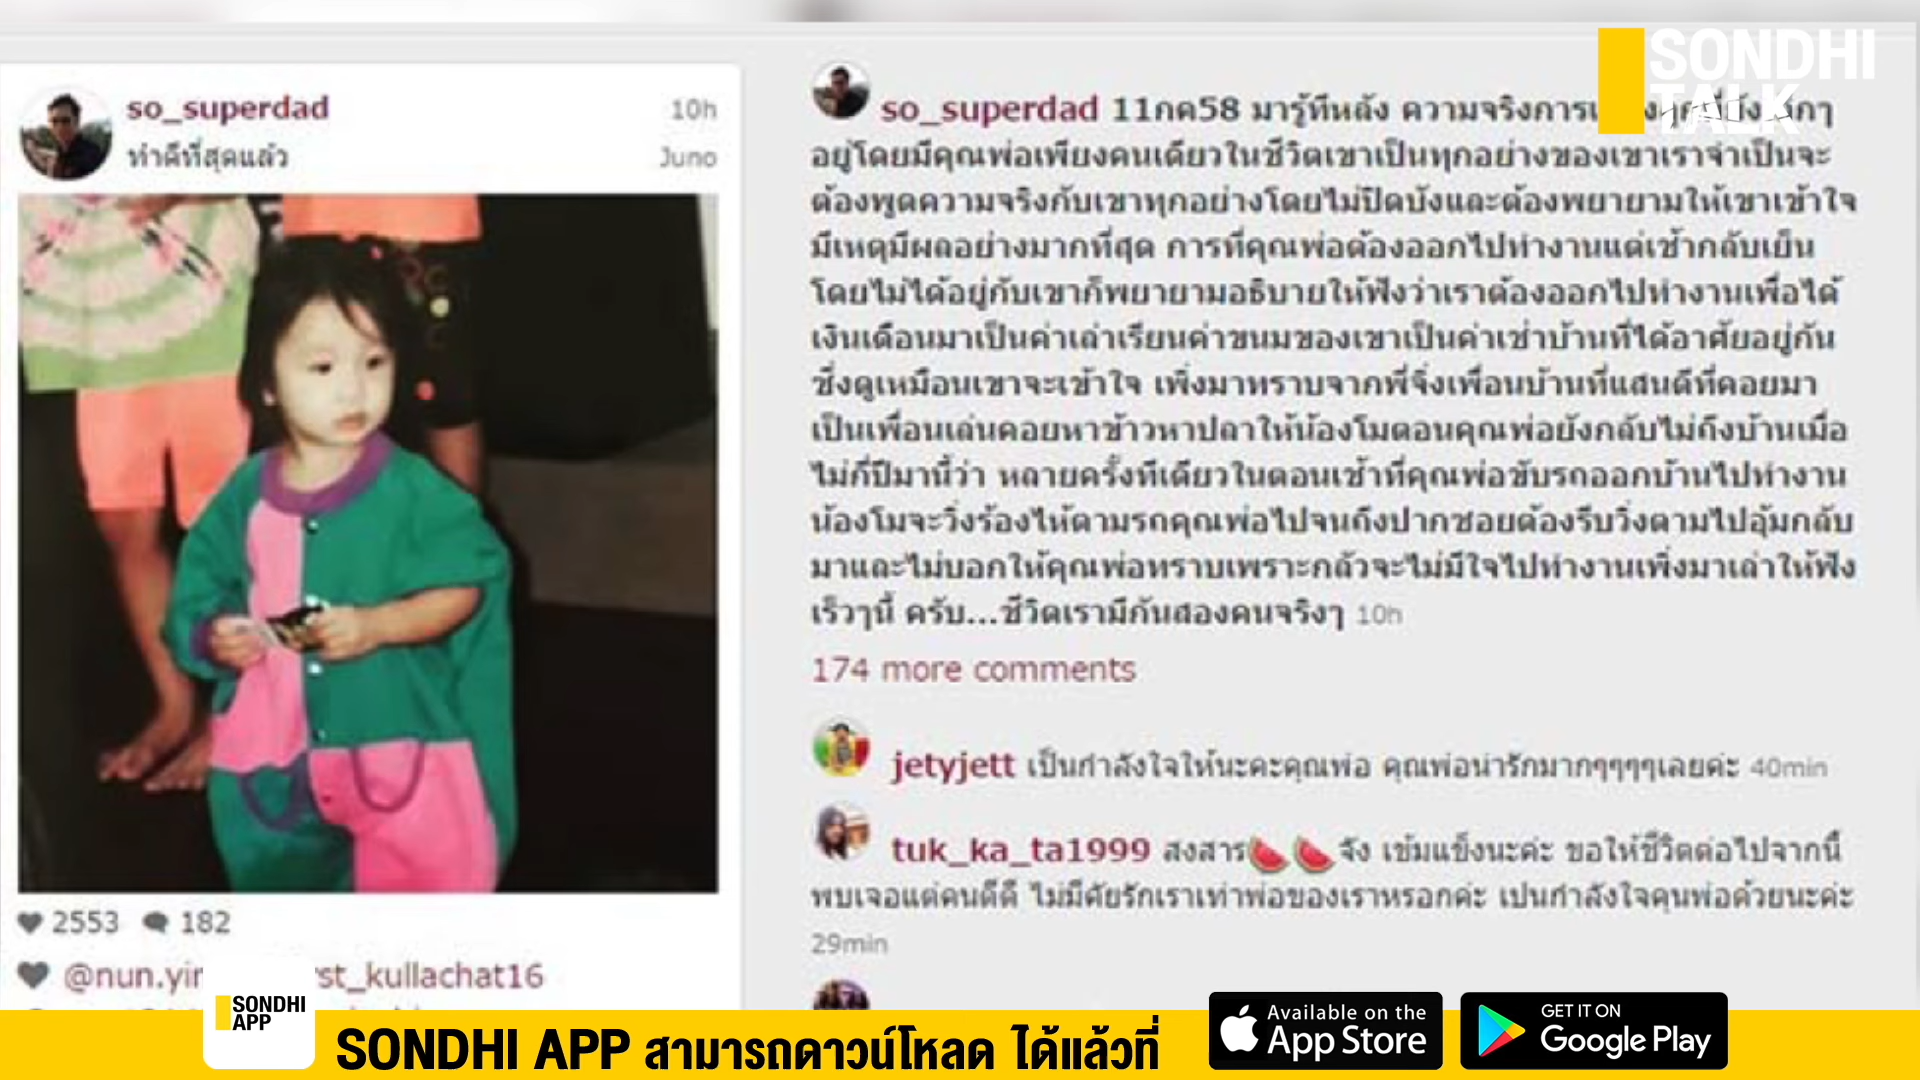 SONDHI
TALK
so_superdad
10h
ทำดีที่สุดแล้ว
Juno
2553 182
@nun.yir st_kullachat16
so_superdad 11กค58 มารู้ทีหลัง ความจริงการ เด็กๆ
อยู่โดยมีคุณพ่อเพียงคนเดียวในชีวิตเขาเป็นทุกอย่างของเขาเราจำเป็นจะ
ต้องพูดความจริงกับเขาทุกอย่างโดยไม่ปิดบังและต้องพยายามให้เขาเข้าใจ
มีเหตุมีผลอย่างมากที่สุด การที่คุณพ่อต้องออกไปทำงานแต่เช้ากลับเย็น
โดยไม่ได้อยู่กับเขาก็พยายามอธิบายให้ฟังว่าเราต้องออกไปทำงานเพื่อได้
เงินเดือนมาเป็นค่าเล่าเรียนค่าขนมของเขาเป็นค่าเช่าบ้านที่ได้อาศัยอยู่กัน
ซึ่งดูเหมือนเขาจะเข้าใจ เพิ่งมาทราบจากพี่จิ๋งเพื่อนบ้านที่แสนดีที่คอยมา
เป็นเพื่อนเล่นคอยหาข้าวหาปลาให้น้องโมตอนคุณพ่อยังกลับไม่ถึงบ้านเมื่อ
ไม่กี่ปีมานี้ว่า หลายครั้งทีเดียวในตอนเช้าที่คุณพ่อขับรถออกบ้านไปทำงาน
น้องโมจะวิ่งร้องไห้ตามรถคุณพ่อไปจนถึงปากซอยต้องรีบวิ่งตามไปอุ้มกลับ
มาและไม่บอกให้คุณพ่อทราบเพราะกลัวจะไม่มีใจไปทำงานเพิ่งมาเล่าให้ฟัง
เร็วๆนี้ ครับ...ชีวิตเรามีกันสองคนจริงๆ 10h
174 more comments
jetyjett เป็นกำลังใจให้นะคะคุณพ่อ คุณพ่อน่ารักมากๆๆๆๆเลยค่ะ 40min
tuk_ka_ta1999 สงสาร🍉🍉จัง เข้มแข็งนะค่ะ ขอให้ชีวิตต่อไปจากนี้
พบเจอแต่คนดีดี ไม่มีคัยรักเราเท่าพ่อของเราหรอกค่ะ เปนกำลังใจคุนพ่อด้วยนะค่ะ
29min
SONDHI
APP
SONDHI APP สามารถดาวน์โหลด ได้แล้วที่
Available on the
App Store
GET IT ON
Google Play